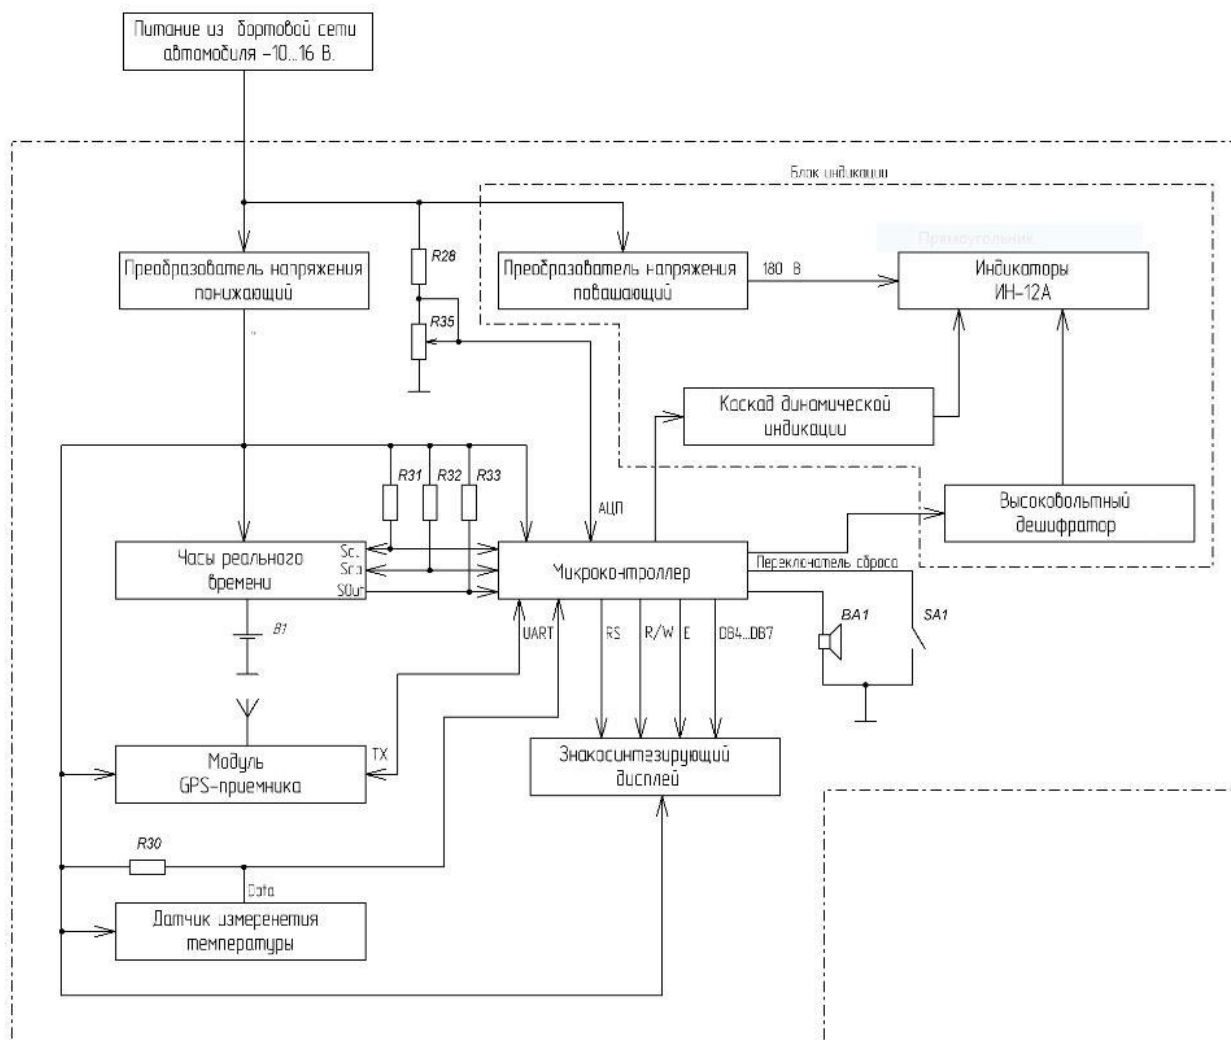 Питание из бортовой сети
автомобиля –10...16 В.
Блок индикации
Прямоугольник
Преобразователь напряжения
понижающий
R28
R35
Преобразователь напряжения
повашающий
180 В
Индикаторы
ИН–12А
Каскад динамической
индикации
R31
R32
R33
АЦП
Высоковольтный
дешифратор
Часы реального
времени
Scl
Sda
SOut
Микроконтроллер
Переключатель сброса
B1
UART
RS
R/W
E
DB4...DB7
BA1
SA1
Модуль
GPS–приемника
TX
Знакосинтезирующий
дисплей
R30
Data
Датчик измеренетия
температуры